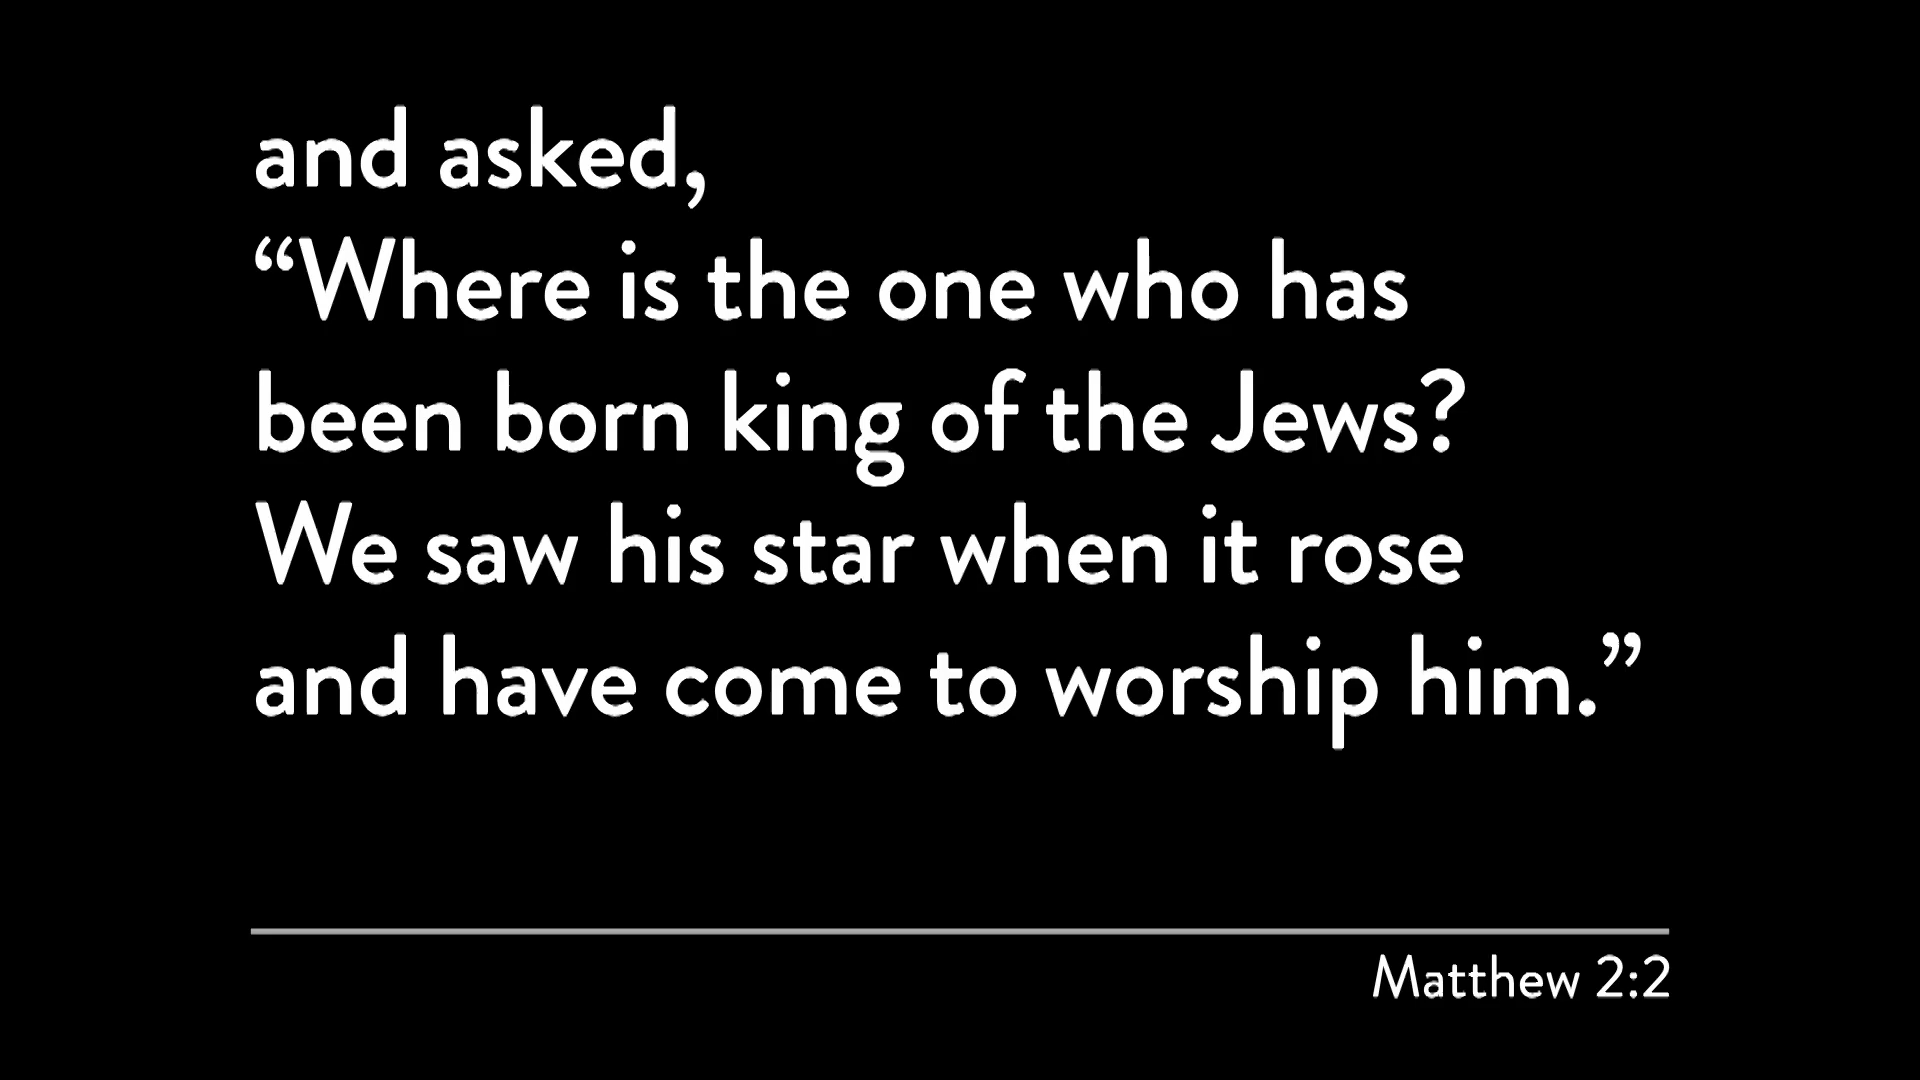 and asked,
“Where is the one who has
been born king of the Jews?
We saw his star when it rose
and have come to worship him.”
Matthew 2:2